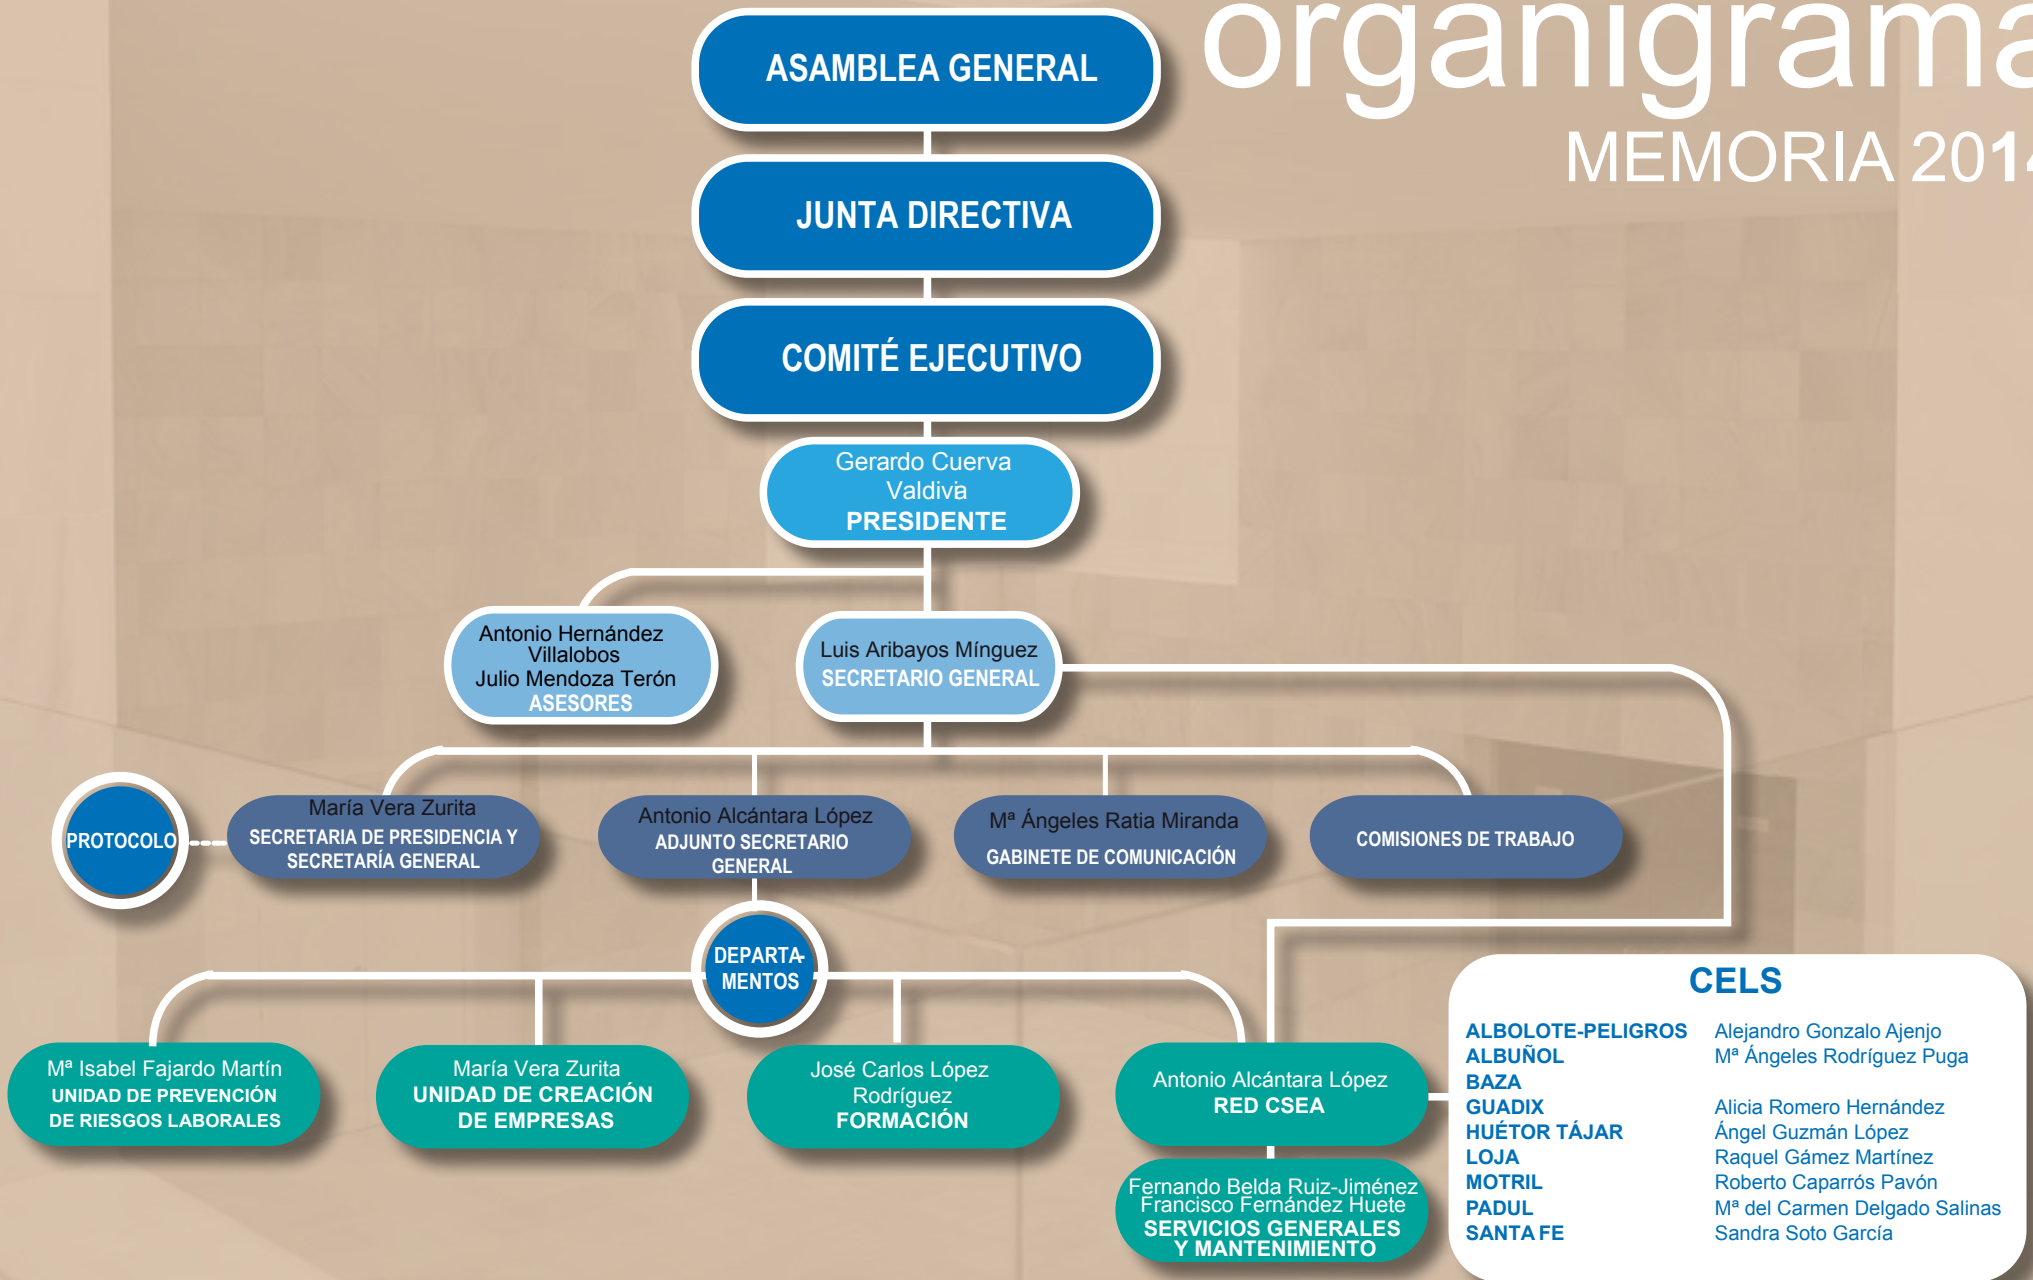 organigrama
MEMORIA 2014
ASAMBLEA GENERAL
JUNTA DIRECTIVA
COMITÉ EJECUTIVO
Gerardo Cuerva
Valdivia
PRESIDENTE
Antonio Hernández
Villalobos
Julio Mendoza Terón
ASESORES
Luis Aribayos Mínguez
SECRETARIO GENERAL
PROTOCOLO
María Vera Zurita
SECRETARIA DE PRESIDENCIA Y
SECRETARÍA GENERAL
Antonio Alcántara López
ADJUNTO SECRETARIO
GENERAL
Mª Ángeles Ratia Miranda
GABINETE DE COMUNICACIÓN
COMISIONES DE TRABAJO
DEPARTA-
MENTOS
Mª Isabel Fajardo Martín
UNIDAD DE PREVENCIÓN
DE RIESGOS LABORALES
María Vera Zurita
UNIDAD DE CREACIÓN
DE EMPRESAS
José Carlos López
Rodríguez
FORMACIÓN
Antonio Alcántara López
RED CSEA
Fernando Belda Ruiz-Jiménez
Francisco Fernández Huete
SERVICIOS GENERALES
Y MANTENIMIENTO
CELS
ALBOLOTE-PELIGROS Alejandro Gonzalo Ajenjo
ALBUÑOL Mª Ángeles Rodríguez Puga
BAZA
GUADIX Alicia Romero Hernández
HUÉTOR TÁJAR Ángel Guzmán López
LOJA Raquel Gámez Martínez
MOTRIL Roberto Caparrós Pavón
PADUL Mª del Carmen Delgado Salinas
SANTA FE Sandra Soto García